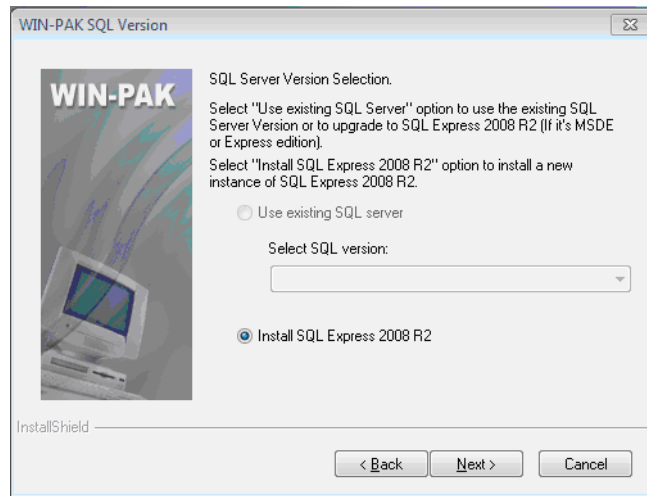 WIN-PAK SQL Version
WIN-PAK
SQL Server Version Selection.
Select "Use existing SQL Server" option to use the existing SQL
Server Version or to upgrade to SQL Express 2008 R2 (If it's MSDE
or Express edition).
Select "Install SQL Express 2008 R2" option to install a new
instance of SQL Express 2008 R2.
Use existing SQL server
Select SQL version:
Install SQL Express 2008 R2
InstallShield
< Back
Next >
Cancel